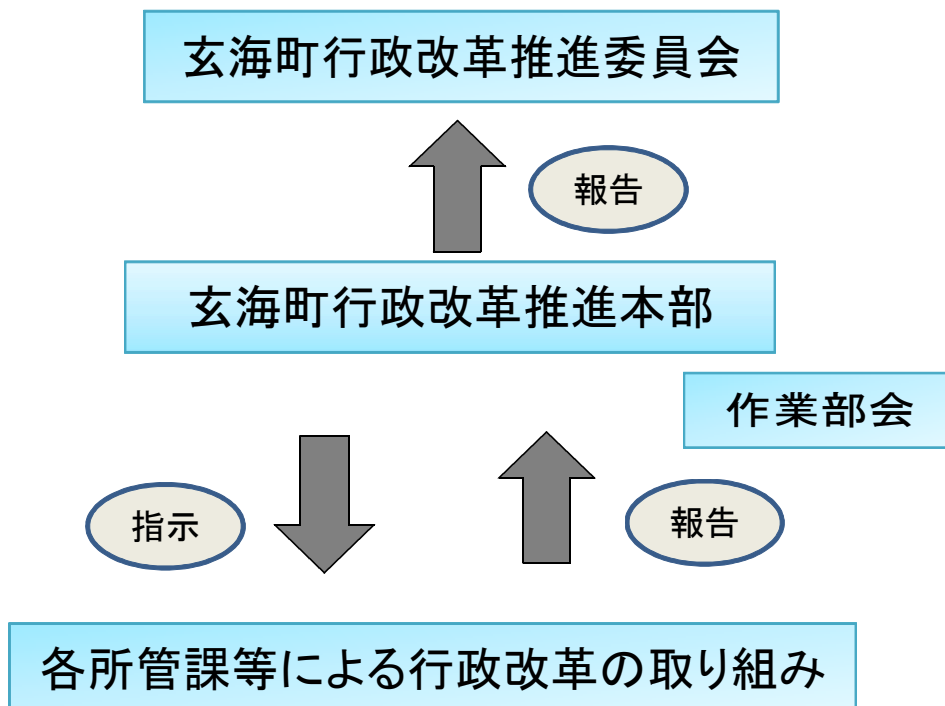 玄海町行政改革推進委員会
報告
玄海町行政改革推進本部
作業部会
指示
報告
各所管課等による行政改革の取り組み